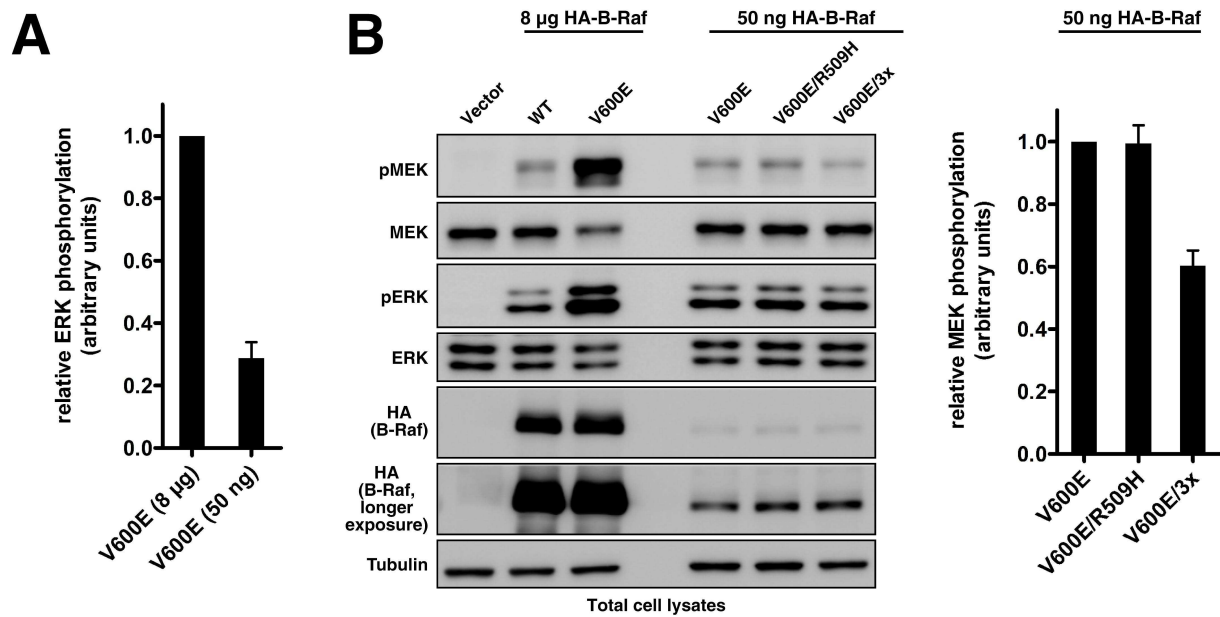 A
relative ERK phosphorylation
(arbitrary units)
1.0
0.8
0.6
0.4
0.2
0.0
V600E (8 µg)
V600E (50 ng)
B
8 µg HA-B-Raf
50 ng HA-B-Raf
Vector
WT
V600E
V600E
V600E/R509H
V600E/3x
pMEK
MEK
pERK
ERK
HA
(B-Raf)
HA
(B-Raf,
longer
exposure)
Tubulin
Total cell lysates
50 ng HA-B-Raf
relative MEK phosphorylation
(arbitrary units)
1.0
0.8
0.6
0.4
0.2
0.0
V600E
V600E/R509H
V600E/3x